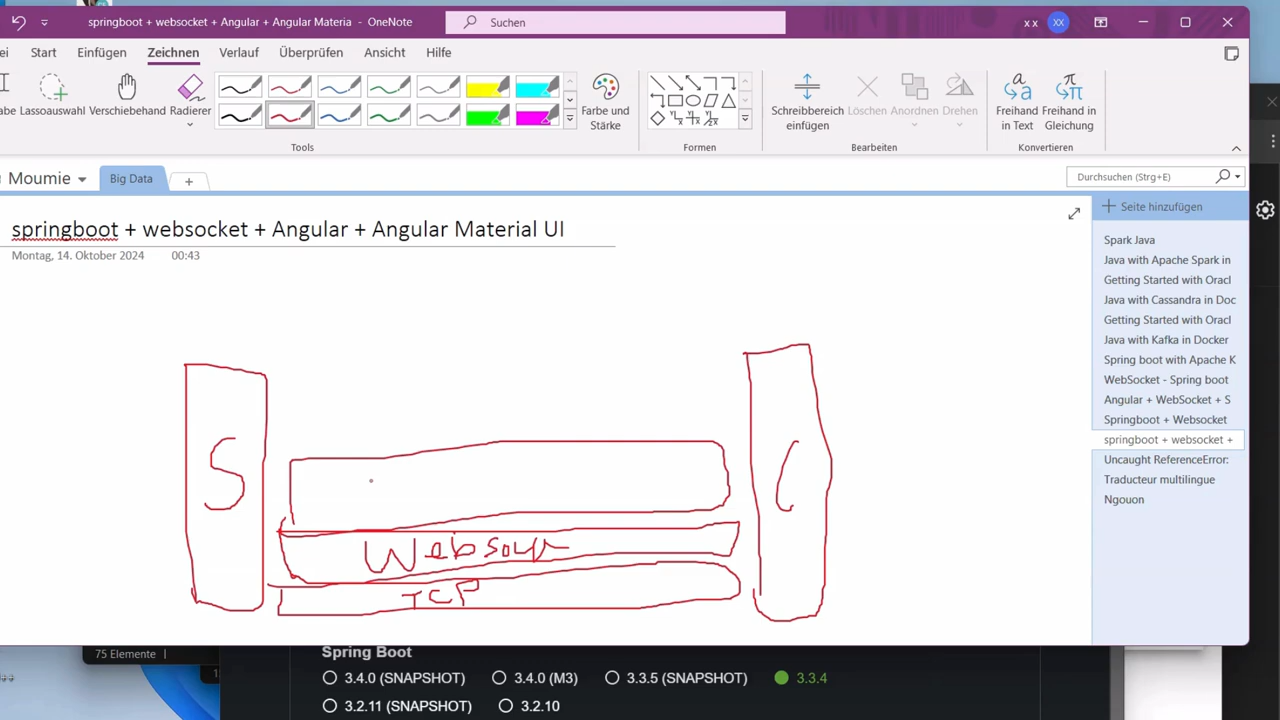 springboot + websocket + Angular + Angular Materia - OneNote
Suchen
x x
XX
ei Start Einfügen Zeichnen Verlauf Überprüfen Ansicht Hilfe
abe Lassoauswahl Verschiebehand Radierer
Farbe und Stärke
Schreibbereich einfügen
Löschen Anordnen Drehen
Freihand in Text
Freihand in Gleichung
Tools Formen Bearbeiten Konvertieren
Moumie Big Data
Durchsuchen (Strg+E)
Seite hinzufügen
springboot + websocket + Angular + Angular Material UI
Montag, 14. Oktober 2024 00:43
Spark Java
Java with Apache Spark in
Getting Started with Oracl
Java with Cassandra in Doc
Getting Started with Oracl
Java with Kafka in Docker
Spring boot with Apache K
WebSocket - Spring boot
Angular + WebSocket + S
Springboot + Websocket
springboot + websocket +
Uncaught ReferenceError:
Traducteur multilingue
Ngouon
S
C
TCP
75 Elemente
Spring Boot
3.4.0 (SNAPSHOT) 3.4.0 (M3) 3.3.5 (SNAPSHOT) 3.3.4
3.2.11 (SNAPSHOT) 3.2.10